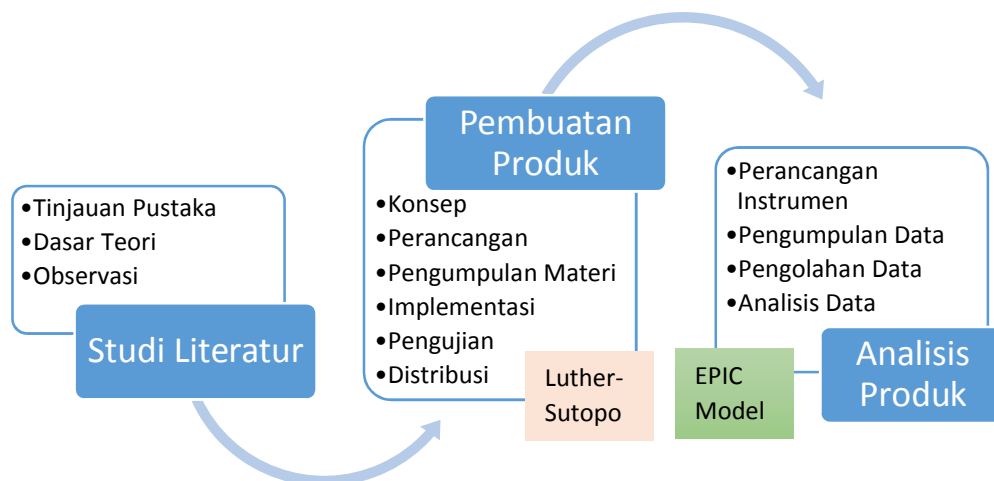 •Tinjauan Pustaka
•Dasar Teori
•Observasi
Studi Literatur
Pembuatan
Produk
•Konsep
•Perancangan
•Pengumpulan Materi
•Implementasi
•Pengujian
•Distribusi
Luther-
Sutopo
•Perancangan
Instrumen
•Pengumpulan Data
•Pengolahan Data
•Analisis Data
EPIC
Model
Analisis
Produk